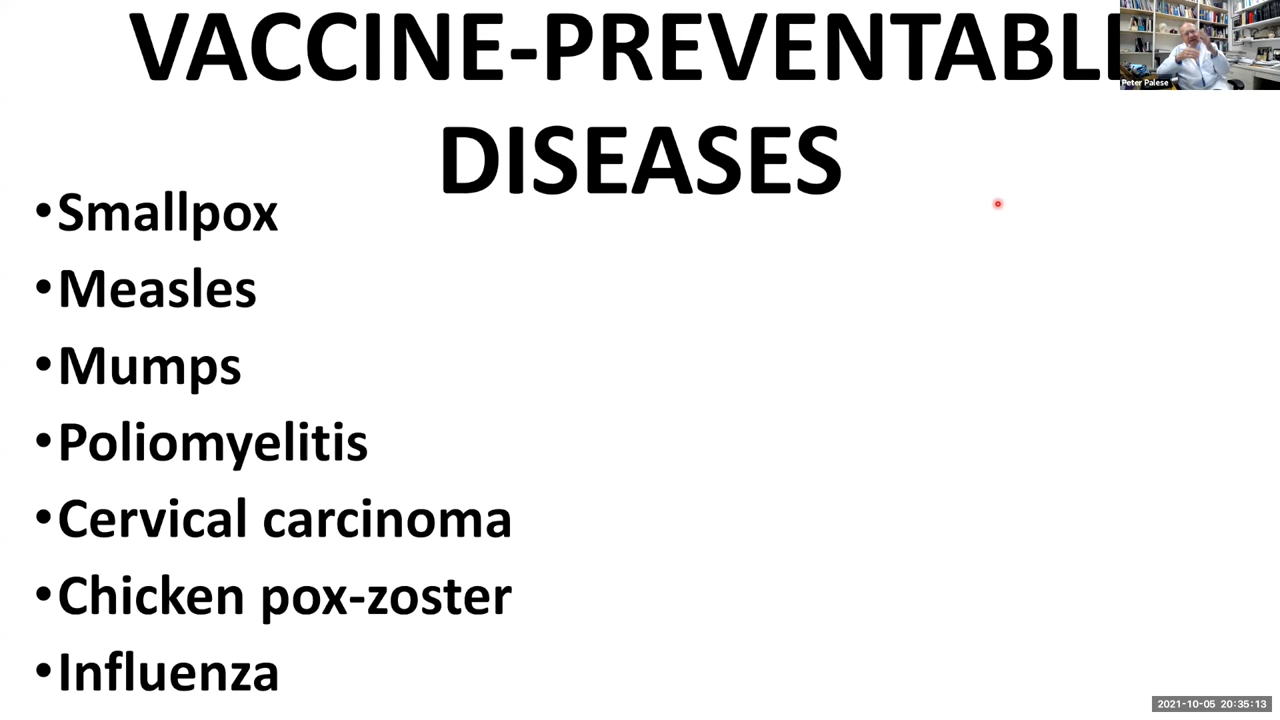 VACCINE-PREVENTABL
DISEASES
Peter Palese
•Smallpox
•Measles
•Mumps
•Poliomyelitis
•Cervical carcinoma
•Chicken pox-zoster
•Influenza
2021-10-05 20:35:13